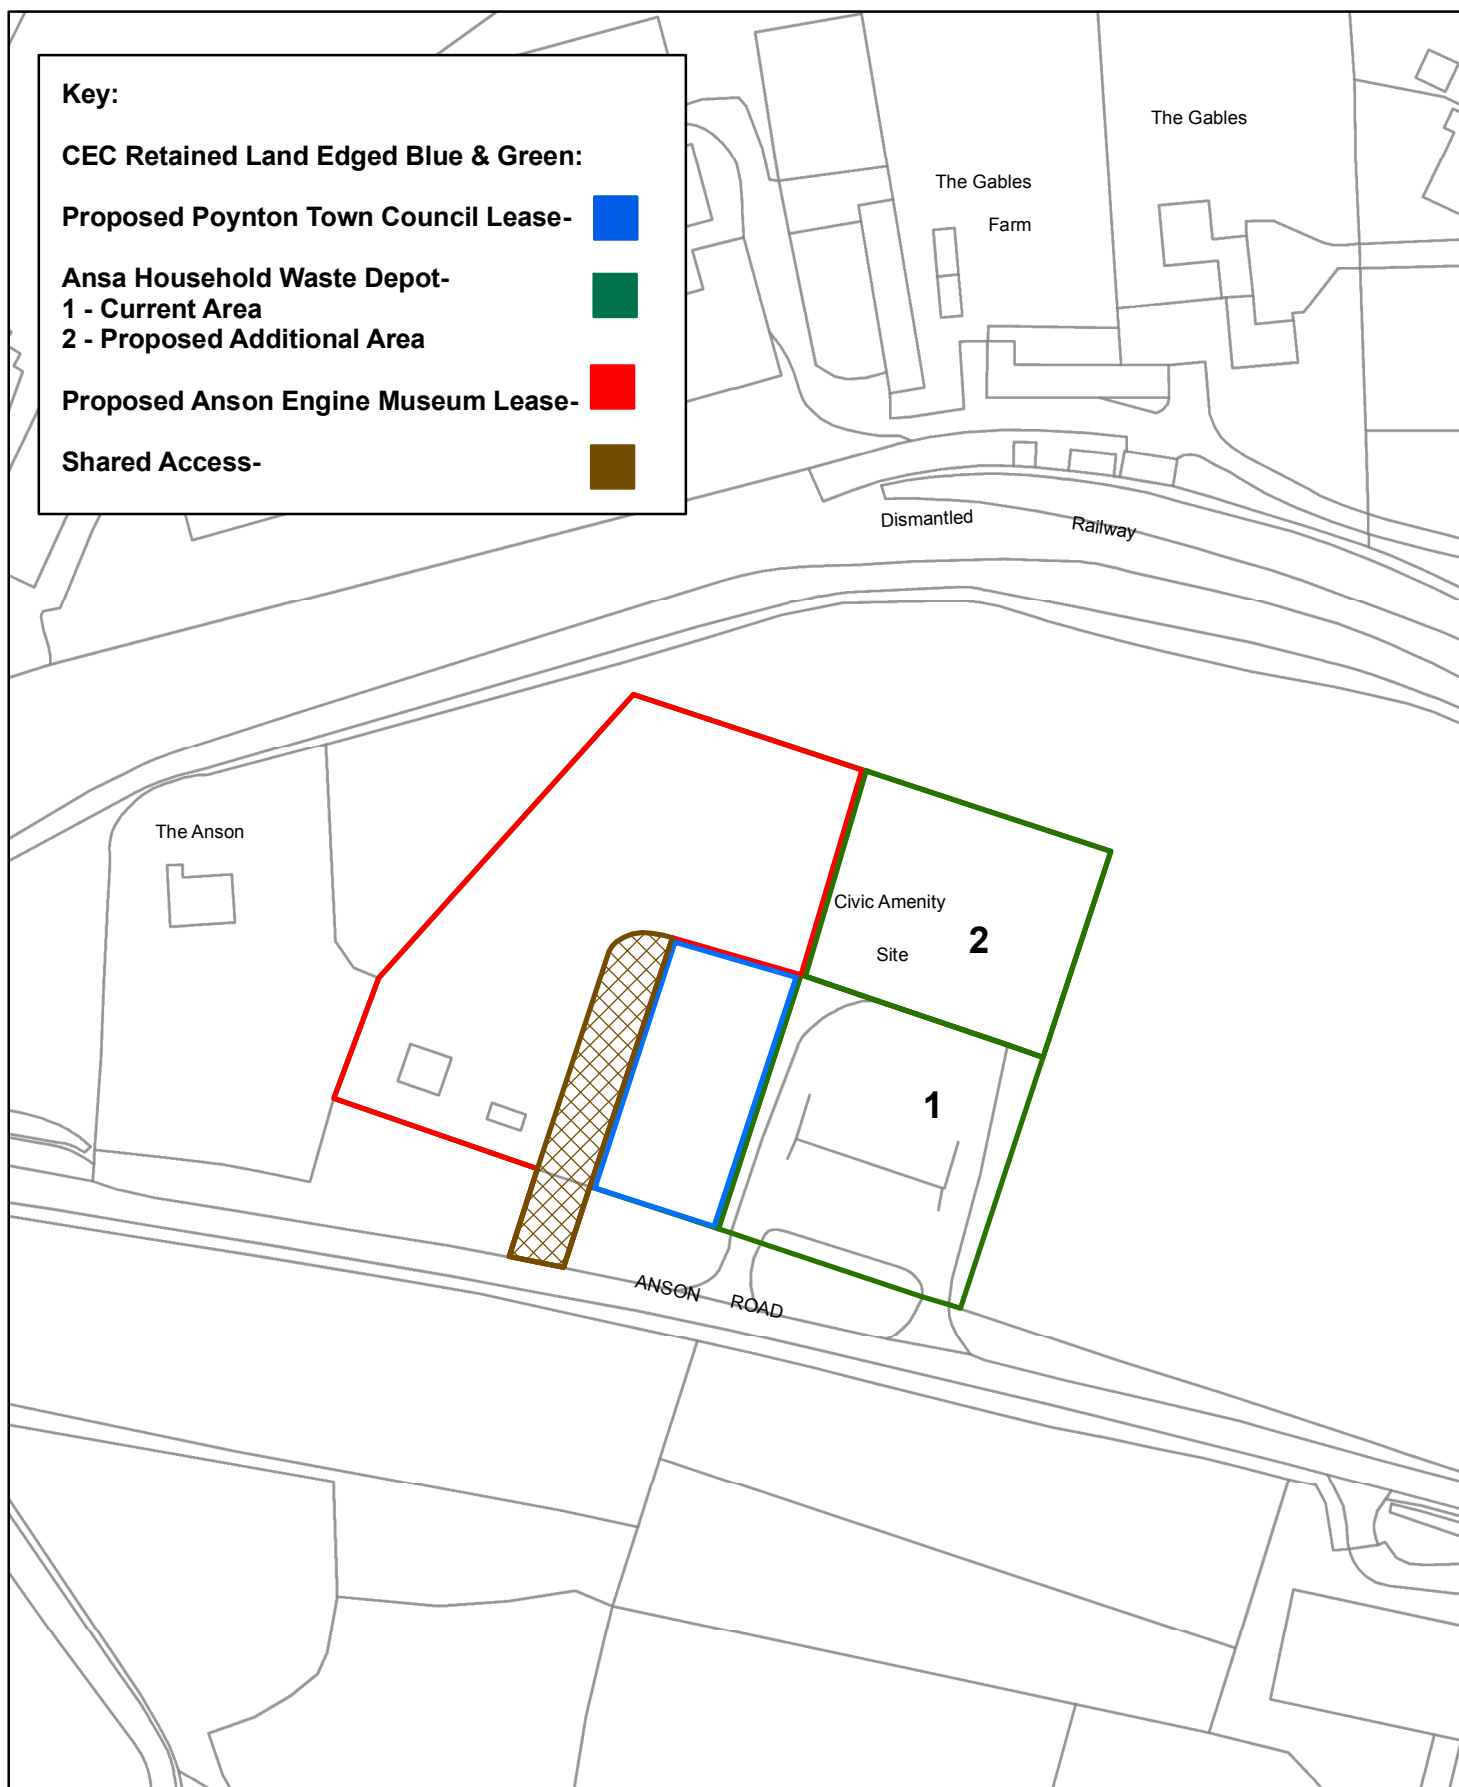 Key:
CEC Retained Land Edged Blue & Green:
Proposed Poynton Town Council Lease-
Ansa Household Waste Depot-
1 - Current Area
2 - Proposed Additional Area
Proposed Anson Engine Museum Lease-
Shared Access-
The Gables
The Gables
Farm
Dismantled Railway
The Anson
Civic Amenity
Site
2
1
ANSON ROAD